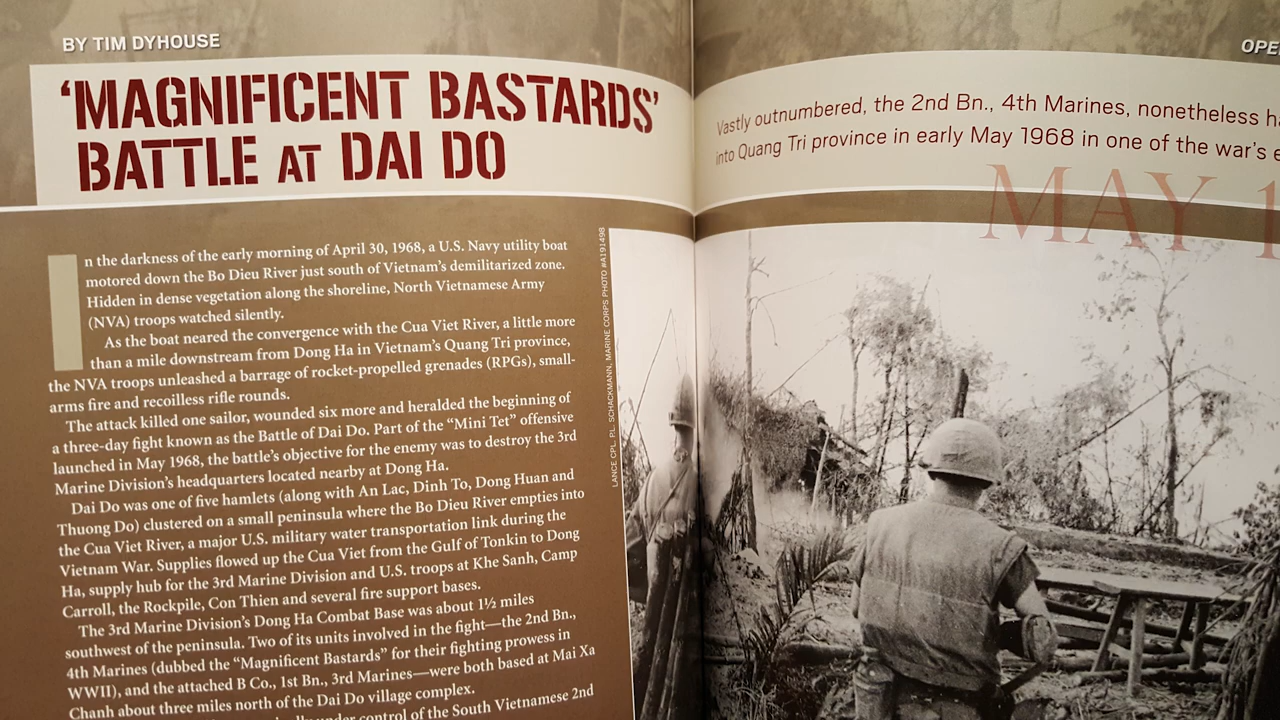 BY TIM DYHOUSE
'MAGNIFICENT BASTARDS'
BATTLE AT DAI DO
In the darkness of the early morning of April 30, 1968, a U.S. Navy utility boat
motored down the Bo Dieu River just south of Vietnam's demilitarized zone.
Hidden in dense vegetation along the shoreline, North Vietnamese Army
(NVA) troops watched silently.
As the boat neared the convergence with the Cua Viet River, a little more
than a mile downstream from Dong Ha in Vietnam's Quang Tri province,
the NVA troops unleashed a barrage of rocket-propelled grenades (RPGs), small-
arms fire and recoilless rifle rounds.
The attack killed one sailor, wounded six more and heralded the beginning of
a three-day fight known as the Battle of Dai Do. Part of the "Mini Tet" offensive
launched in May 1968, the battle's objective for the enemy was to destroy the 3rd
Marine Division's headquarters located nearby at Dong Ha.
Dai Do was one of five hamlets (along with An Lac, Dinh To, Dong Huan and
Thuong Do) clustered on a small peninsula where the Bo Dieu River empties into
the Cua Viet River, a major U.S. military water transportation link during the
Vietnam War. Supplies flowed up the Cua Viet from the Gulf of Tonkin to Dong
Ha, supply hub for the 3rd Marine Division and U.S. troops at Khe Sanh, Camp
Carroll, the Rockpile, Con Thien and several fire support bases.
The 3rd Marine Division's Dong Ha Combat Base was about 1½ miles
southwest of the peninsula. Two of its units involved in the fight—the 2nd Bn.,
4th Marines (dubbed the "Magnificent Bastards" for their fighting prowess in
WWII), and the attached B Co., 1st Bn., 3rd Marines—were both based at Mai Xa
Chanh about three miles north of the Dai Do village complex.
under control of the South Vietnamese 2nd
LANCE CPL. P.L. SCHACKMANN, MARINE CORPS PHOTO #A191498
OPE
Vastly outnumbered, the 2nd Bn., 4th Marines, nonetheless ha
into Quang Tri province in early May 1968 in one of the war's e
MAY 1